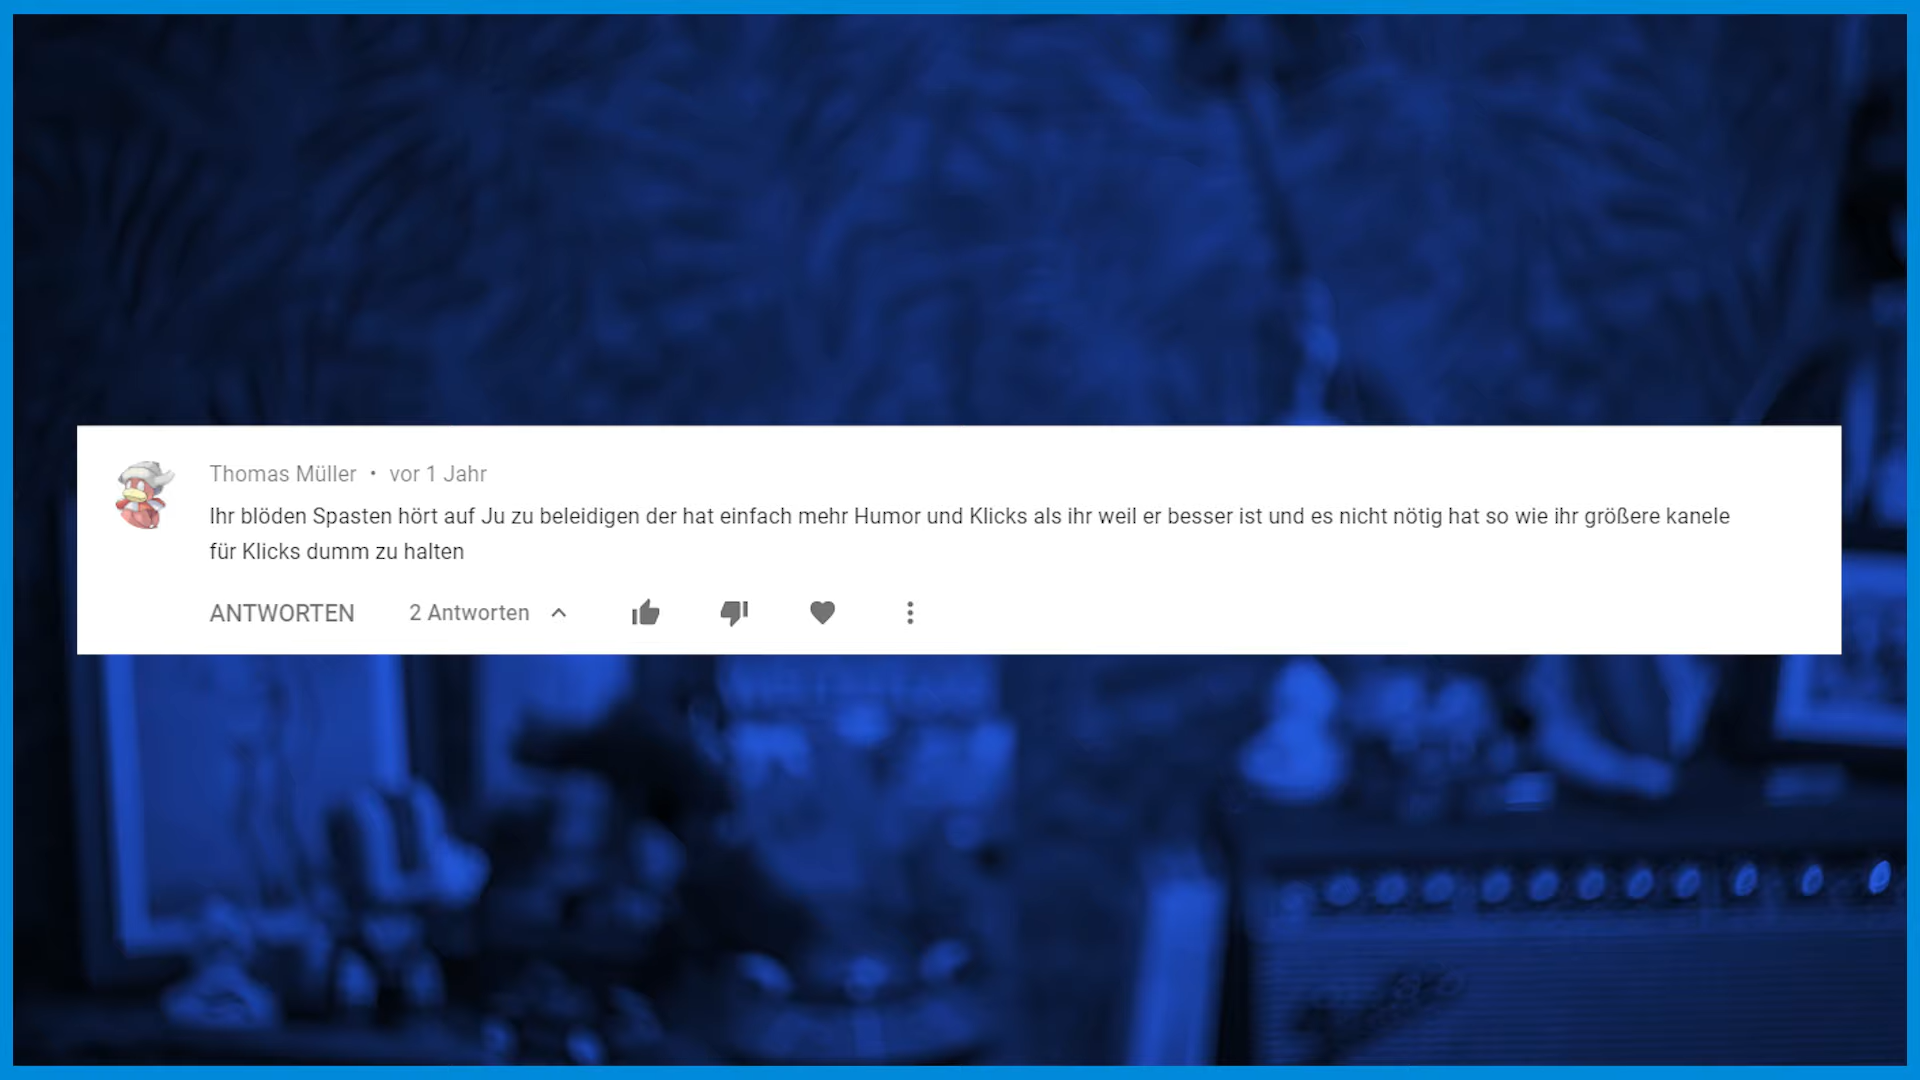 Thomas Müller • vor 1 Jahr
Ihr blöden Spasten hört auf Ju zu beleidigen der hat einfach mehr Humor und Klicks als ihr weil er besser ist und es nicht nötig hat so wie ihr größere kanele
für Klicks dumm zu halten
ANTWORTEN 2 Antworten